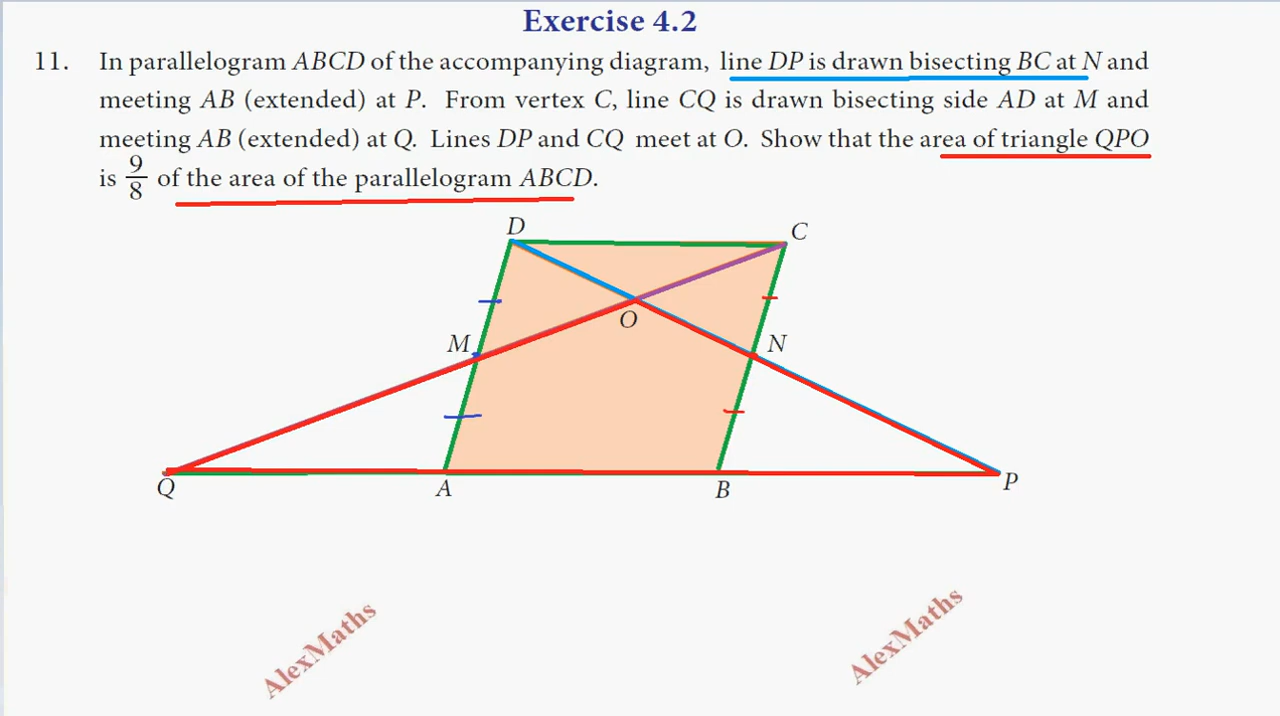 Exercise 4.2
11. In parallelogram ABCD of the accompanying diagram, line DP is drawn bisecting BC at N and
meeting AB (extended) at P. From vertex C, line CQ is drawn bisecting side AD at M and
meeting AB (extended) at Q. Lines DP and CQ meet at O. Show that the area of triangle QPO
is 9/8 of the area of the parallelogram ABCD.
D
C
O
M
N
Q
A
B
P
AlexMaths
AlexMaths